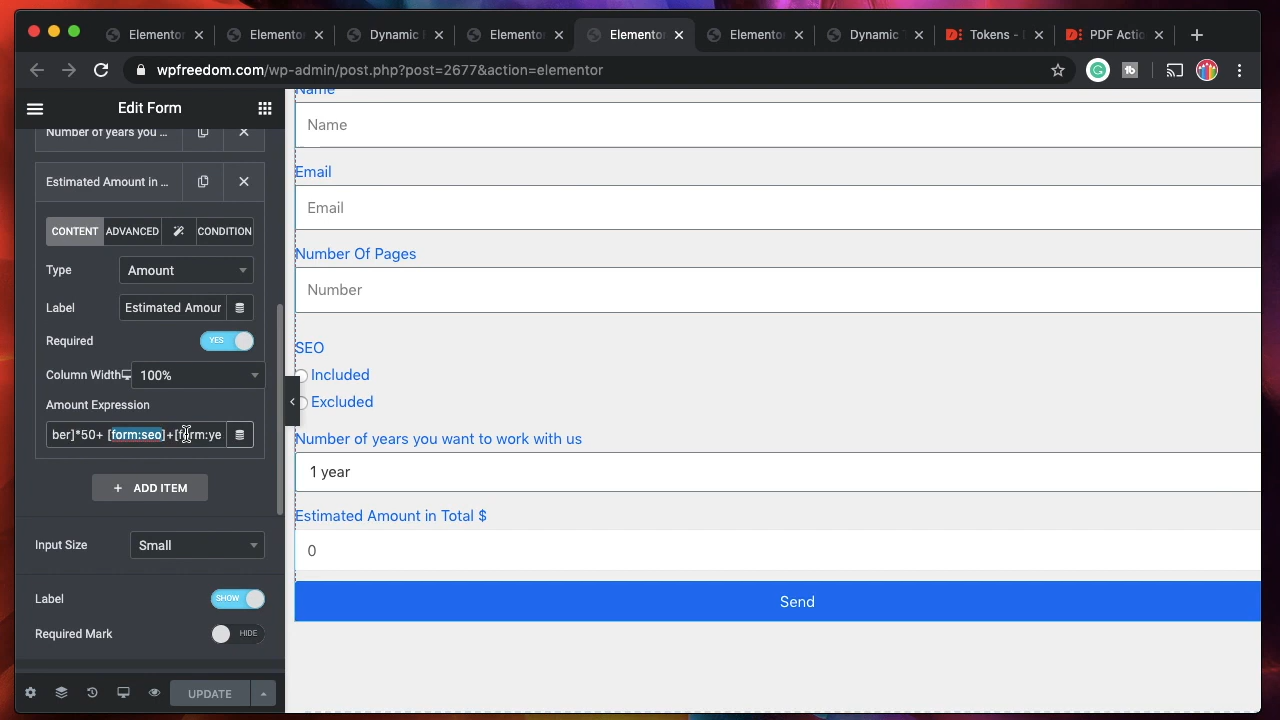 Elementor
Elemento
Dynamic
Elemento
Elemento
Elemento
Dynamic
Tokens -
PDF Actio
wpfreedom.com/wp-admin/post.php?post=2677&action=elementor
Edit Form
Number of years you ...
Estimated Amount in ...
CONTENT
ADVANCED
CONDITION
Type
Amount
Label
Estimated Amour
Required
YES
Column Width
100%
Amount Expression
ber]*50+ [form:seo]+[form:ye
+ ADD ITEM
Input Size
Small
Label
SHOW
Required Mark
HIDE
UPDATE
Name
Name
Email
Email
Number Of Pages
Number
SEO
Included
Excluded
Number of years you want to work with us
1 year
Estimated Amount in Total $
0
Send